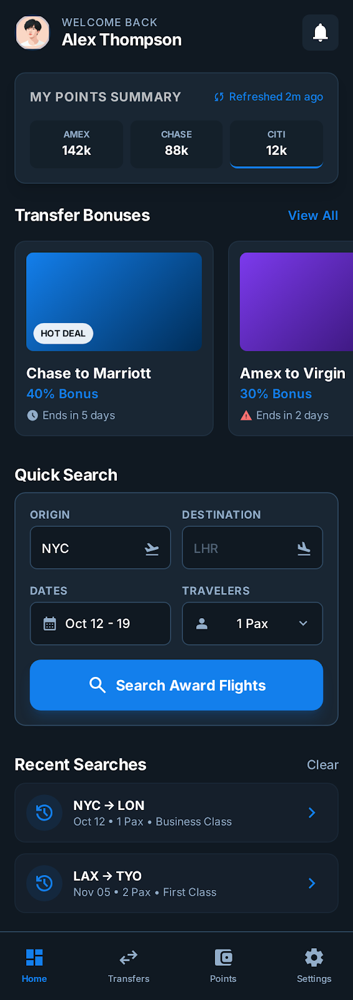 WELCOME BACK
Alex Thompson
MY POINTS SUMMARY
Refreshed 2m ago
AMEX
142k
CHASE
88k
CITI
12k
Transfer Bonuses
View All
HOT DEAL
Chase to Marriott
40% Bonus
Ends in 5 days
Amex to Virgin
30% Bonus
Ends in 2 days
Quick Search
ORIGIN
NYC
DESTINATION
LHR
DATES
Oct 12 - 19
TRAVELERS
1 Pax
Search Award Flights
Recent Searches
Clear
NYC → LON
Oct 12 • 1 Pax • Business Class
LAX → TYO
Nov 05 • 2 Pax • First Class
Home
Transfers
Points
Settings